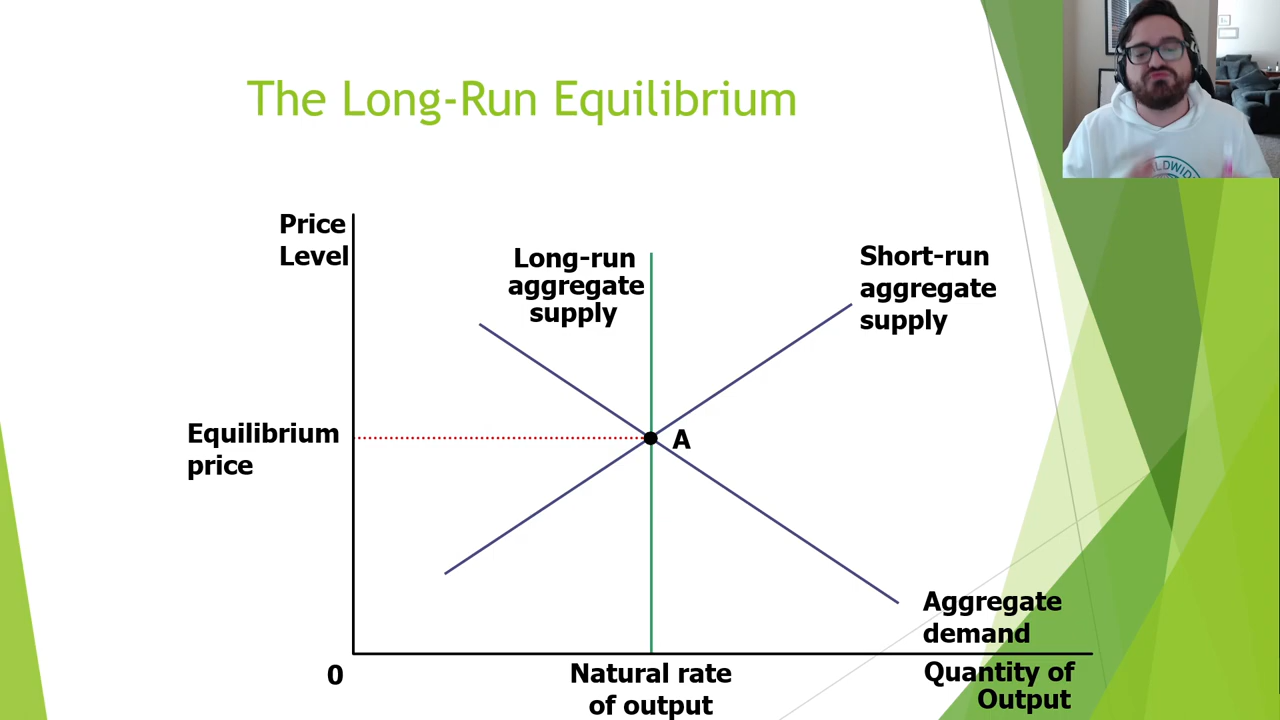 The Long-Run Equilibrium
Price
Level
Long-run
aggregate
supply
Short-run
aggregate
supply
Equilibrium
price
A
Aggregate
demand
0
Natural rate
of output
Quantity of
Output